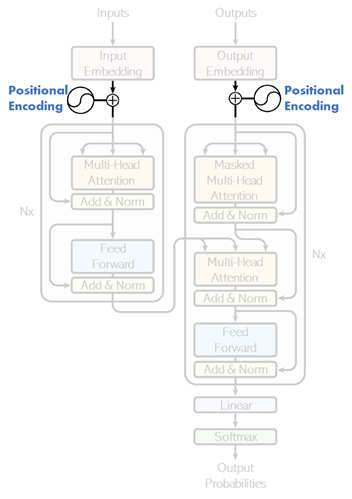 Inputs
Outputs
Input
Embedding
Output
Embedding
Positional
Encoding
Positional
Encoding
Multi-Head
Attention
Add & Norm
Feed
Forward
Add & Norm
Nx
Masked
Multi-Head
Attention
Add & Norm
Multi-Head
Attention
Add & Norm
Feed
Forward
Add & Norm
Nx
Linear
Softmax
Output
Probabilities